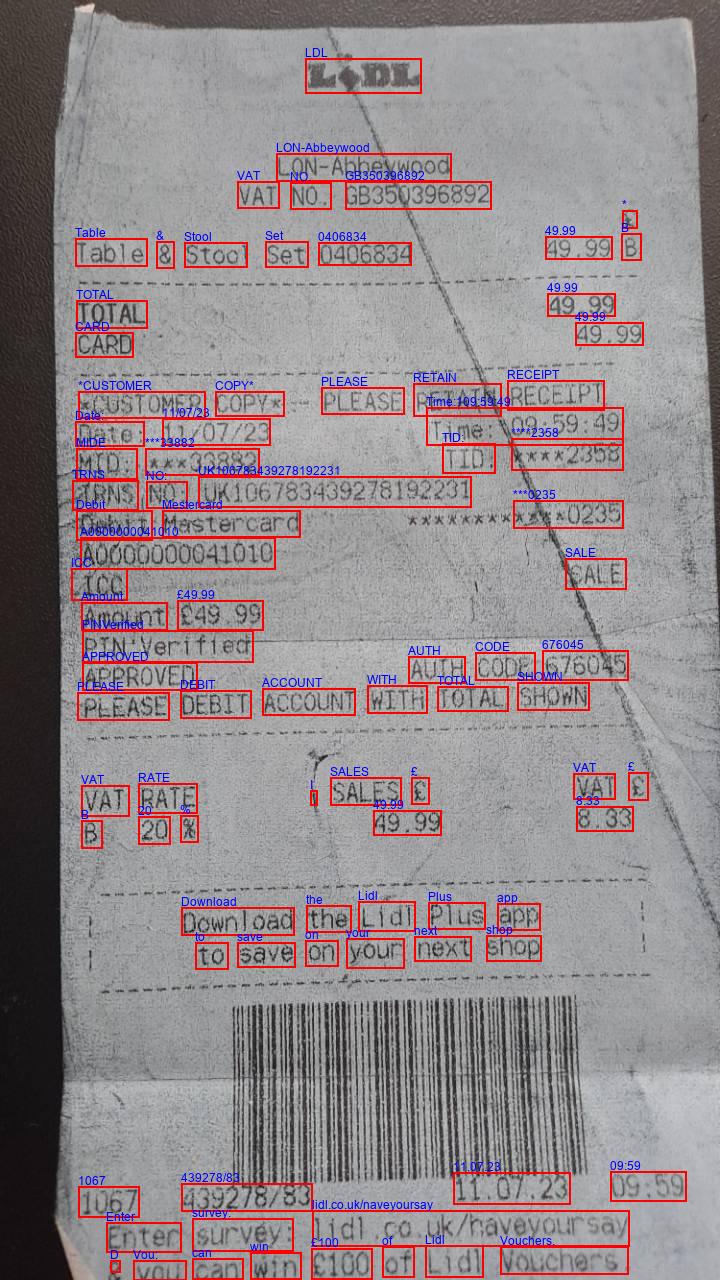 LIDL
LON-Abbeywood
VAT NO. GB350396892
£
Table & Stool Set 0406834 49.99 B
TOTAL 49.99
CARD 49.99
*CUSTOMER COPY* -- PLEASE RETAIN RECEIPT
Date: 11/07/23 Time: 09:59:49
MID: ***33882 TID: ****2358
TRNS NO: UK106783439278192231
Debit Mastercard ************0235
A0000000041010
ICC SALE
Amount £49.99
PIN Verified
APPROVED AUTH CODE 676045
PLEASE DEBIT ACCOUNT WITH TOTAL SHOWN
VAT RATE SALES £ VAT £
B 20 % 49.99 8.33
Download the Lidl Plus app
to save on your next shop
1067 439278/83 11.07.23 09:59
Enter survey: lidl.co.uk/haveyoursay
& you can win £100 of Lidl Vouchers.